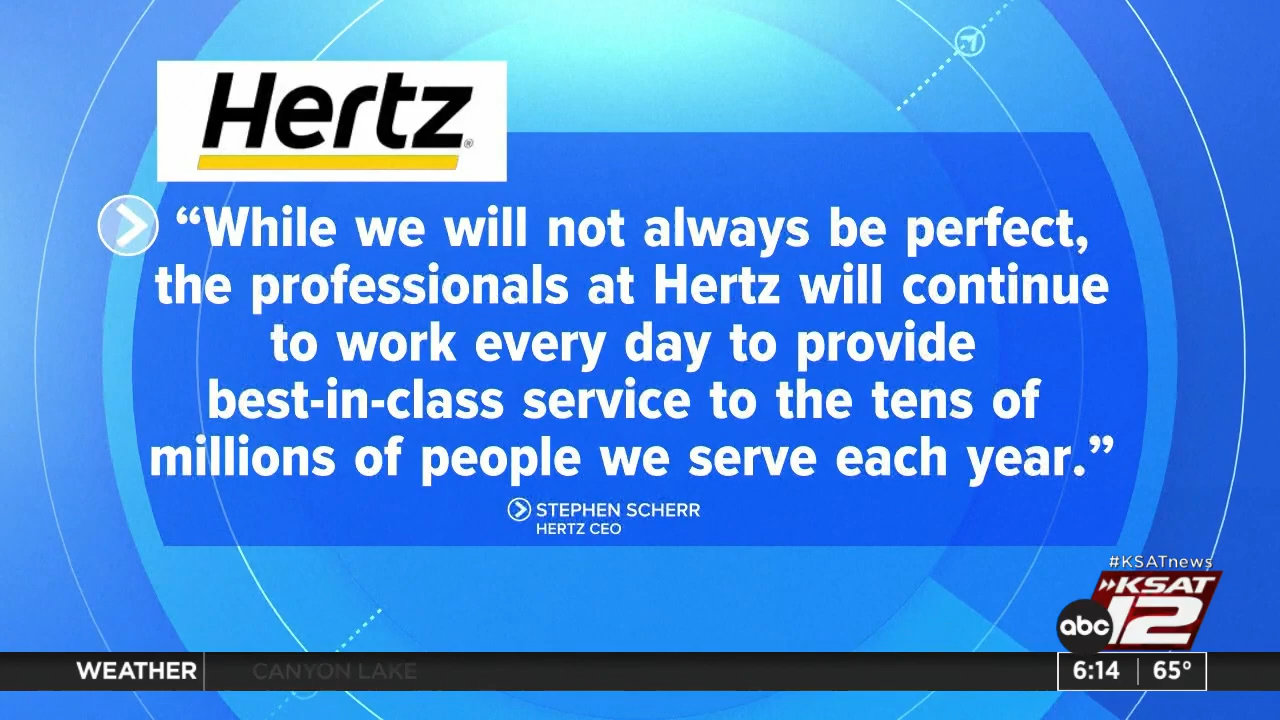 Hertz®
“While we will not always be perfect,
the professionals at Hertz will continue
to work every day to provide
best-in-class service to the tens of
millions of people we serve each year.”
STEPHEN SCHERR
HERTZ CEO
#KSATnews
KSAT
abc 12
WEATHER CANYON LAKE 6:14 65°